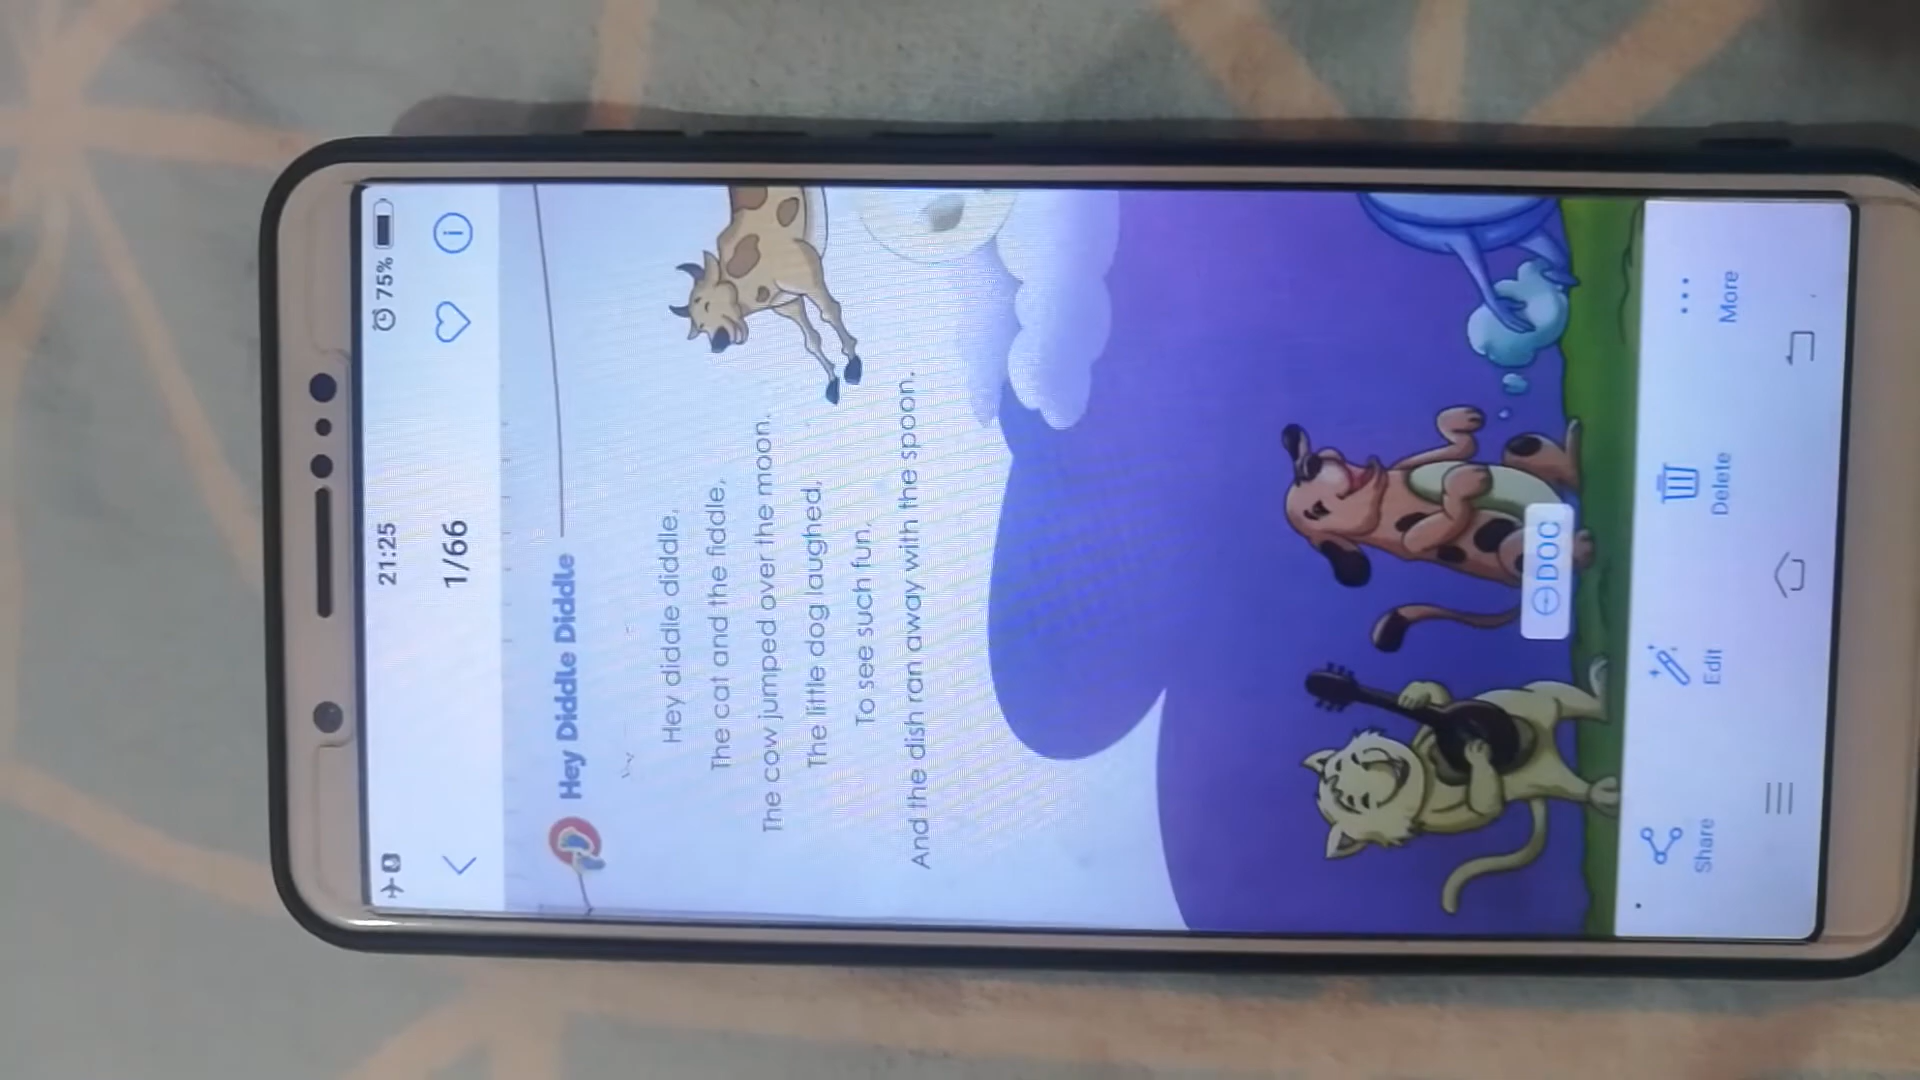 21:25
75%
1/66
Hey Diddle Diddle
Hey diddle diddle,
The cat and the fiddle,
The cow jumped over the moon.
The little dog laughed,
To see such fun,
And the dish ran away with the spoon.
DOC
Share
Edit
Delete
More